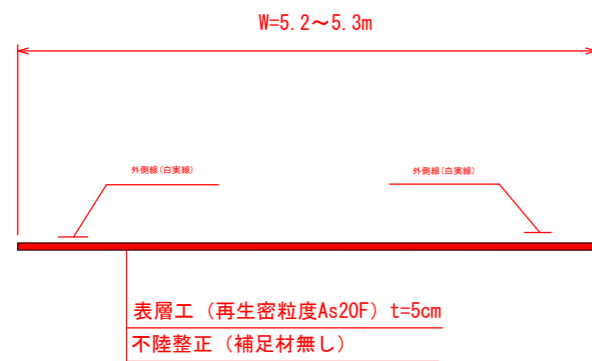 W=5.2～5.3m
外側線(白実線)
外側線(白実線)
表層工（再生密粒度As20F）t=5cm
不陸整正（補足材無し）